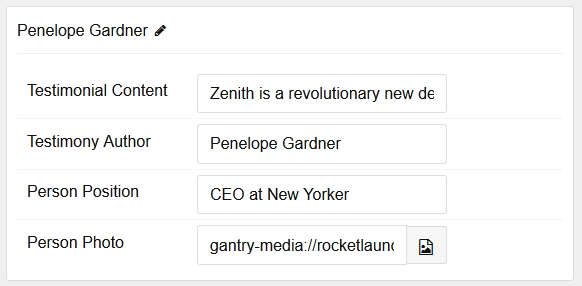 Penelope Gardner
Testimonial Content
Zenith is a revolutionary new de
Testimony Author
Penelope Gardner
Person Position
CEO at New Yorker
Person Photo
gantry-media://rocketlaunc